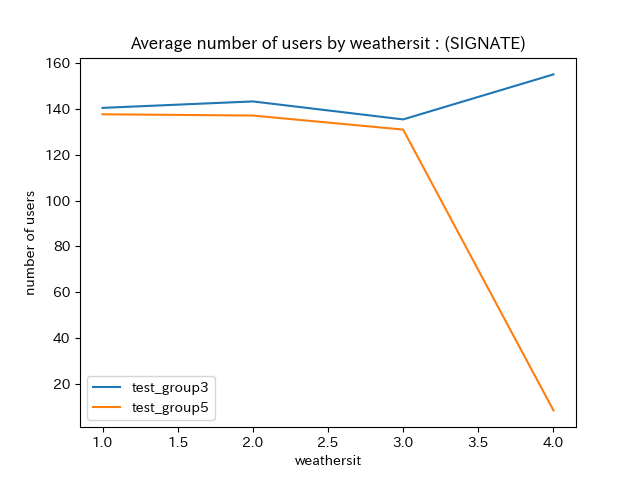 Average number of users by weathersit : (SIGNATE)
160
140
120
100
80
60
40
20
number of users
test_group3
test_group5
1.0 1.5 2.0 2.5 3.0 3.5 4.0
weathersit